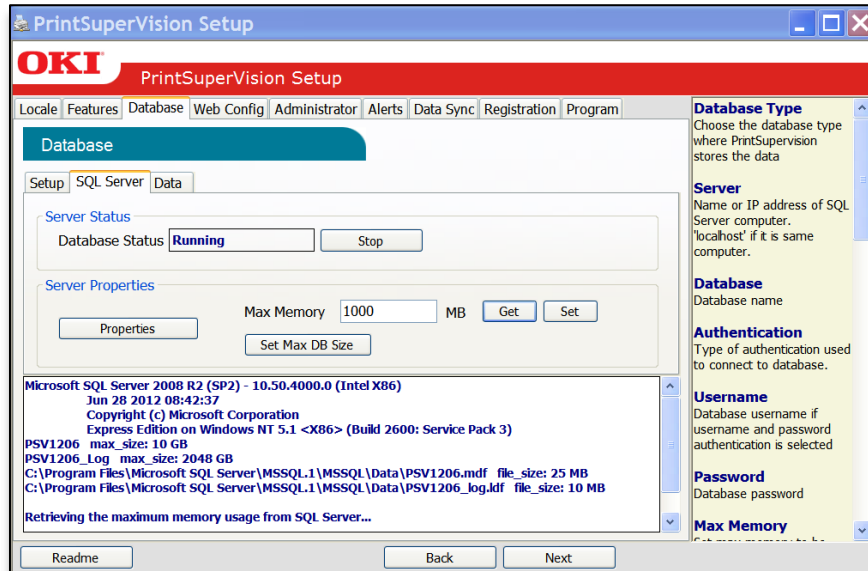 PrintSuperVision Setup
OKI
PrintSuperVision Setup
Locale Features Database Web Config Administrator Alerts Data Sync Registration Program
Database
Setup SQL Server Data
Server Status
Database Status Running Stop
Server Properties
Max Memory 1000 MB Get Set
Properties
Set Max DB Size
Microsoft SQL Server 2008 R2 (SP2) - 10.50.4000.0 (Intel X86)
Jun 28 2012 08:42:37
Copyright (c) Microsoft Corporation
Express Edition on Windows NT 5.1 <X86> (Build 2600: Service Pack 3)
PSV1206 max_size: 10 GB
PSV1206_Log max_size: 2048 GB
C:\Program Files\Microsoft SQL Server\MSSQL.1\MSSQL\Data\PSV1206.mdf file_size: 25 MB
C:\Program Files\Microsoft SQL Server\MSSQL.1\MSSQL\Data\PSV1206_log.ldf file_size: 10 MB
Retrieving the maximum memory usage from SQL Server...
Database Type
Choose the database type
where PrintSupervision
stores the data
Server
Name or IP address of SQL
Server computer.
'localhost' if it is same
computer.
Database
Database name
Authentication
Type of authentication used
to connect to database.
Username
Database username if
username and password
authentication is selected
Password
Database password
Max Memory
Readme Back Next